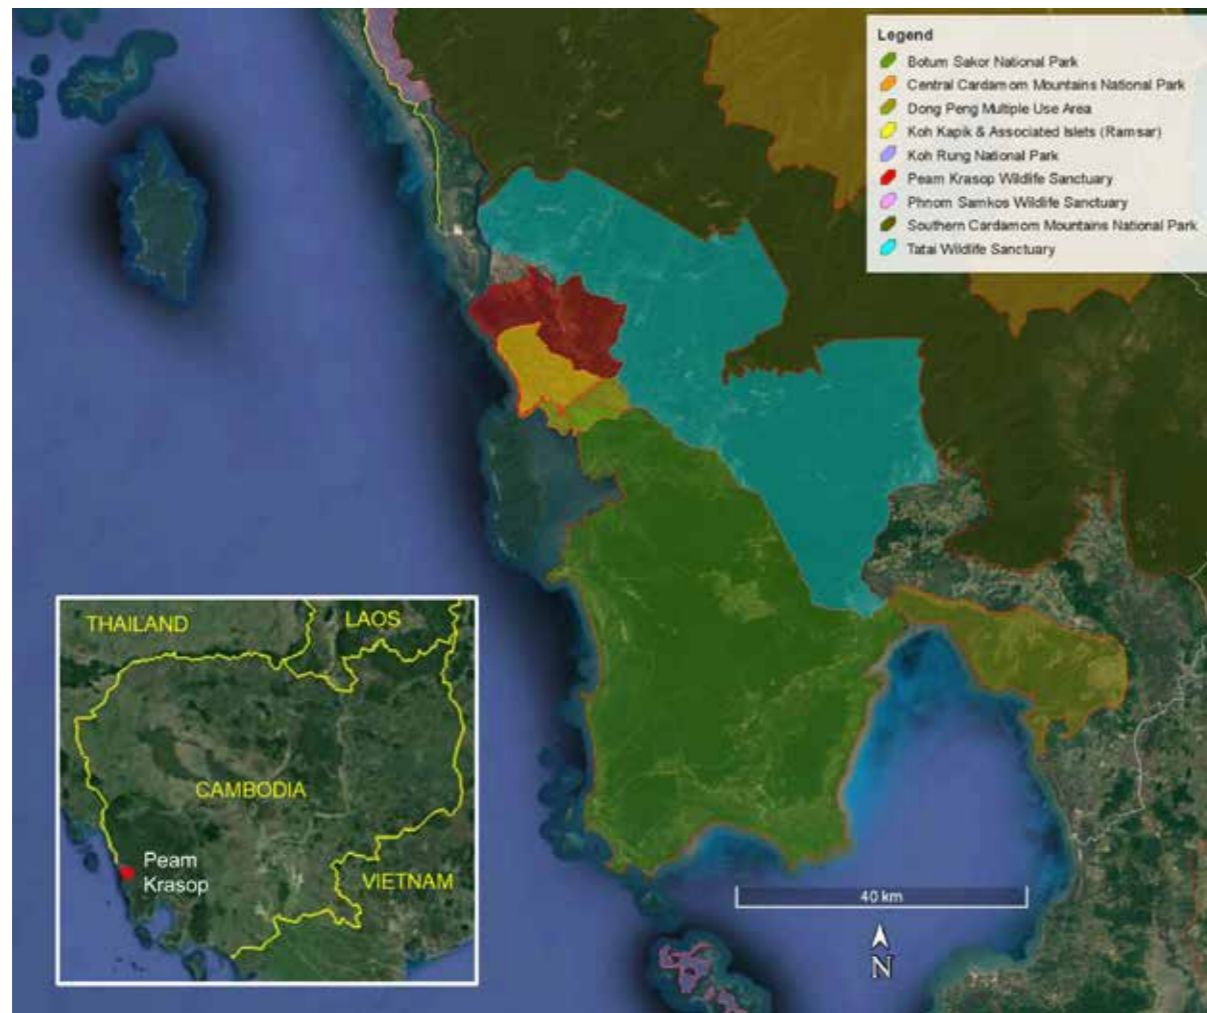 Legend
Botum Sakor National Park
Central Cardamom Mountains National Park
Dong Peng Multiple Use Area
Koh Kapik & Associated Islets (Ramsar)
Koh Rung National Park
Peam Krasop Wildlife Sanctuary
Phnom Samkos Wildlife Sanctuary
Southern Cardamom Mountains National Park
Tatai Wildlife Sanctuary
THAILAND
LAOS
CAMBODIA
Peam
Krasop
VIETNAM
40 km
N